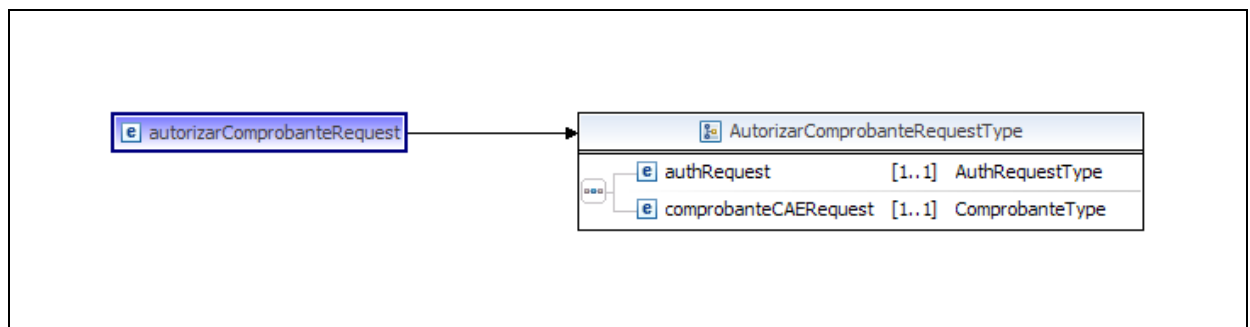 e autorizarComprobanteRequest
AutorizarComprobanteRequestType
e authRequest [1..1] AuthRequestType
e comprobanteCAERequest [1..1] ComprobanteType